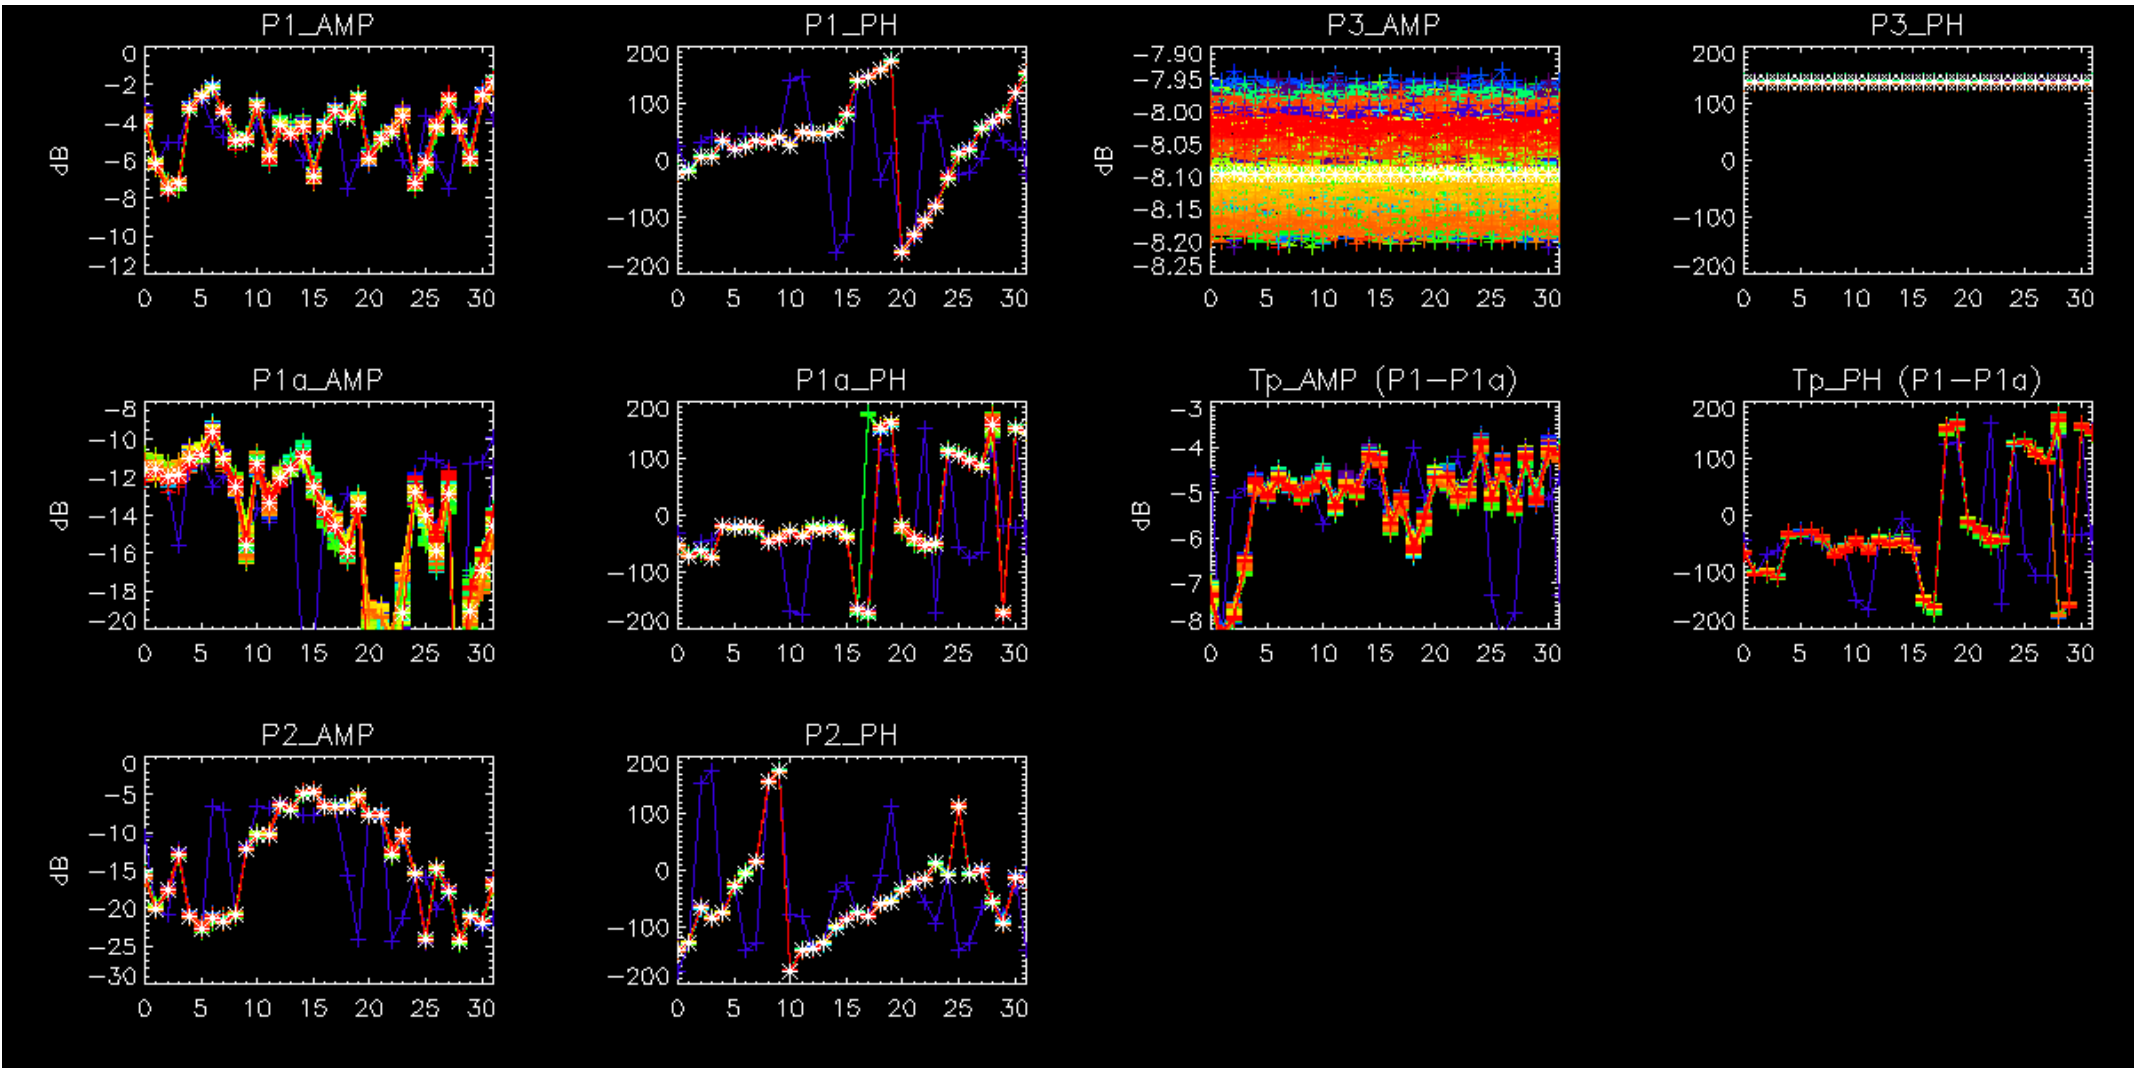 P1_AMP
0
-2
-4
-6
-8
-10
-12
dB
0 5 10 15 20 25 30
P1_PH
200
100
0
-100
-200
0 5 10 15 20 25 30
P3_AMP
-7.90
-7.95
-8.00
-8.05
-8.10
-8.15
-8.20
-8.25
dB
0 5 10 15 20 25 30
P3_PH
200
100
0
-100
-200
0 5 10 15 20 25 30
P1a_AMP
-8
-10
-12
-14
-16
-18
-20
dB
0 5 10 15 20 25 30
P1a_PH
200
100
0
-100
-200
0 5 10 15 20 25 30
Tp_AMP (P1-P1a)
-3
-4
-5
-6
-7
-8
dB
0 5 10 15 20 25 30
Tp_PH (P1-P1a)
200
100
0
-100
-200
0 5 10 15 20 25 30
P2_AMP
0
-5
-10
-15
-20
-25
-30
dB
0 5 10 15 20 25 30
P2_PH
200
100
0
-100
-200
0 5 10 15 20 25 30